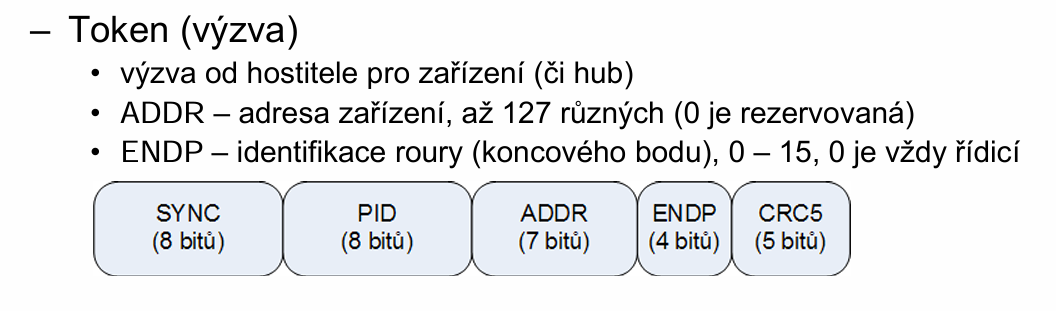 – Token (výzva)
• výzva od hostitele pro zařízení (či hub)
• ADDR – adresa zařízení, až 127 různých (0 je rezervovaná)
• ENDP – identifikace roury (koncového bodu), 0 – 15, 0 je vždy řídicí
SYNC PID ADDR ENDP CRC5
(8 bitů) (8 bitů) (7 bitů) (4 bitů) (5 bitů)